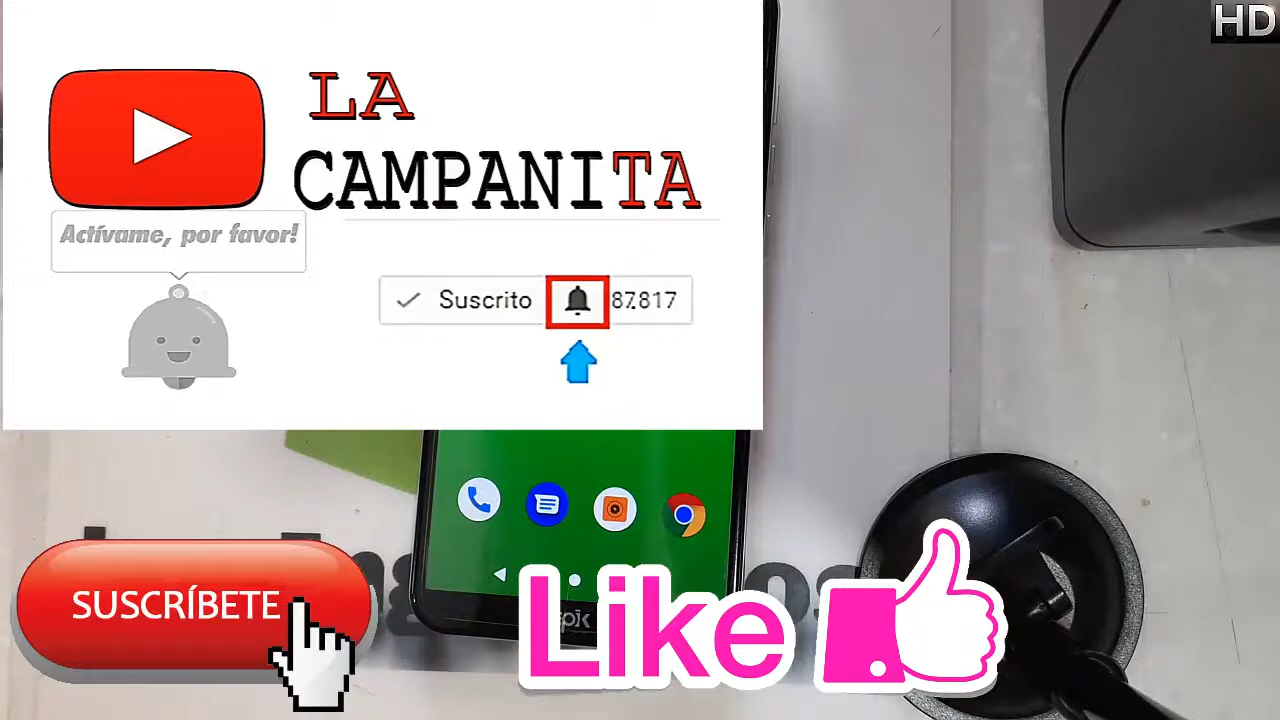 HD
LA
CAMPANITA
Actívame, por favor!
Suscrito 87.817
SUSCRÍBETE
Like